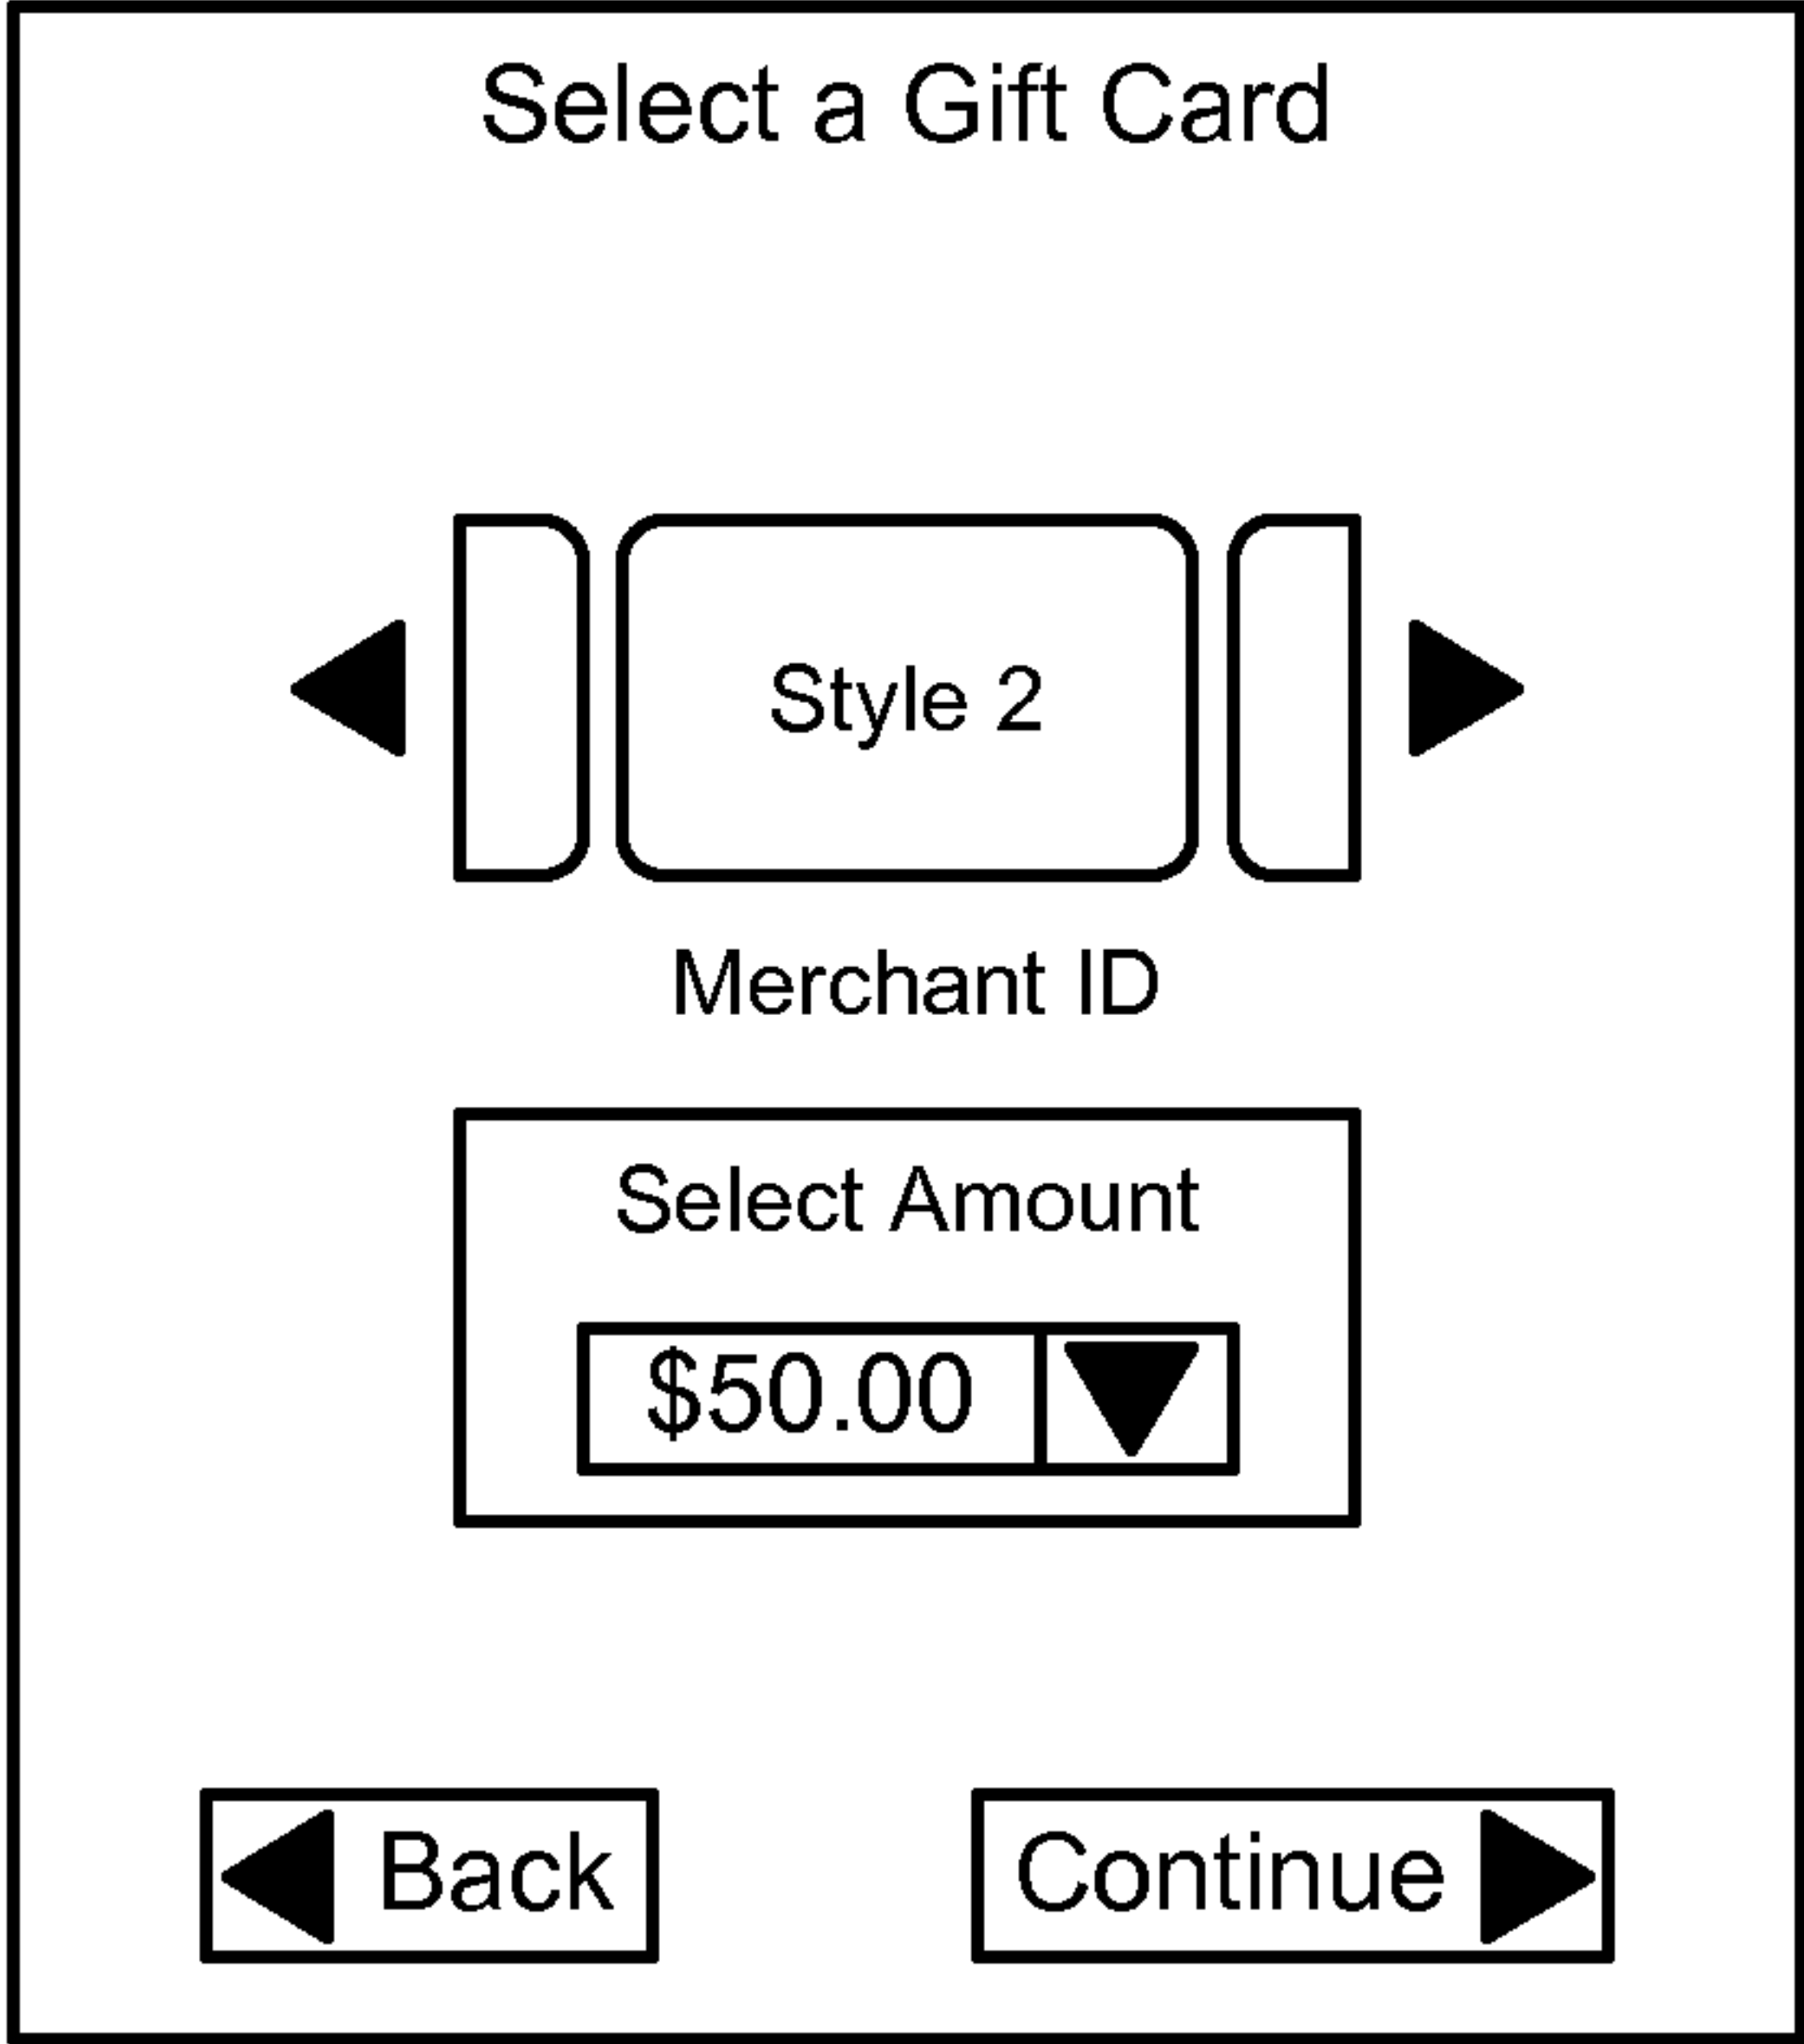 Select a Gift Card
Style 2
Merchant ID
Select Amount
$50.00
Back
Continue